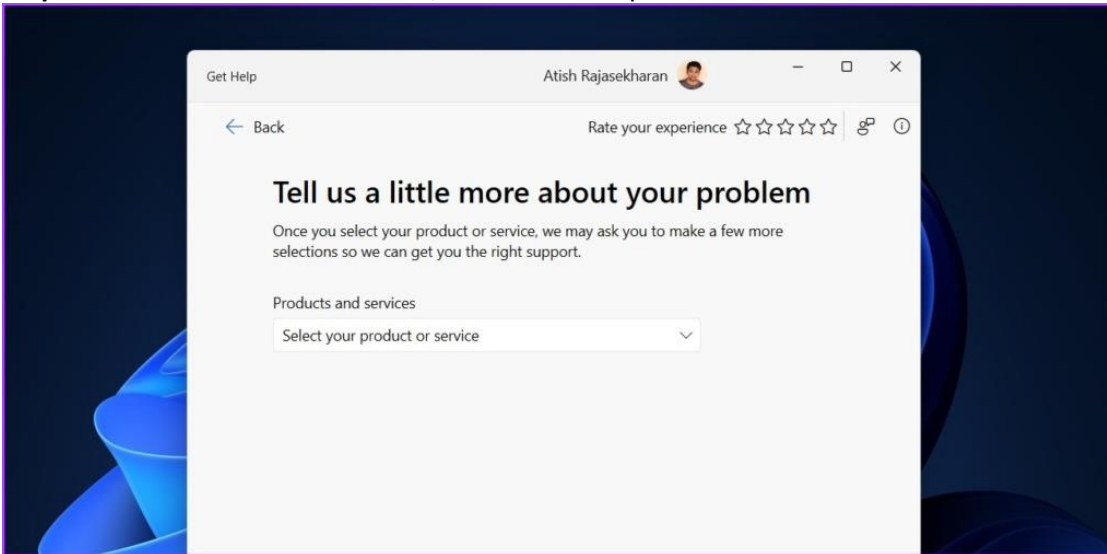 Get Help
Atish Rajasekharan
Back
Rate your experience
Tell us a little more about your problem
Once you select your product or service, we may ask you to make a few more
selections so we can get you the right support.
Products and services
Select your product or service